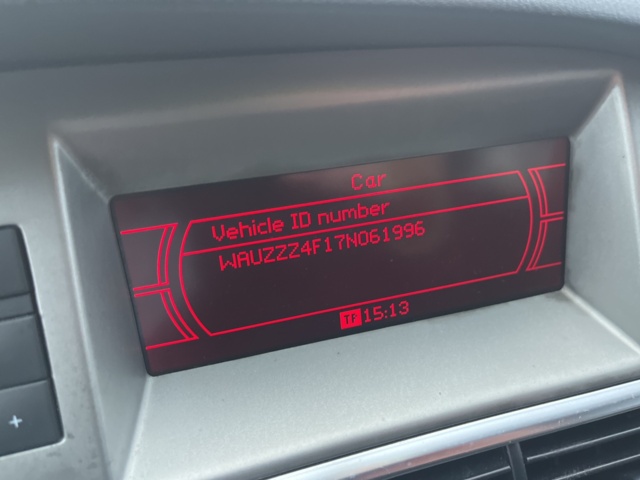 Car
Vehicle ID number
WAUZZZ4F17N061996
TP 15:13
+